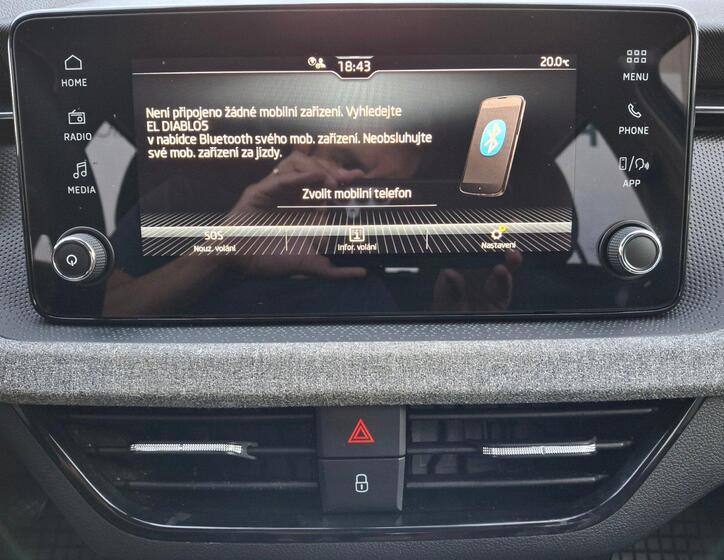 18:43
20.0°C
HOME
RADIO
MEDIA
MENU
PHONE
APP
Není připojeno žádné mobilní zařízení. Vyhledejte
EL DIABLO5
v nabídce Bluetooth svého mob. zařízení. Neobsluhujte
své mob. zařízení za jízdy.
Zvolit mobilní telefon
SOS
Nouz. volání
Infor. volání
Nastavení